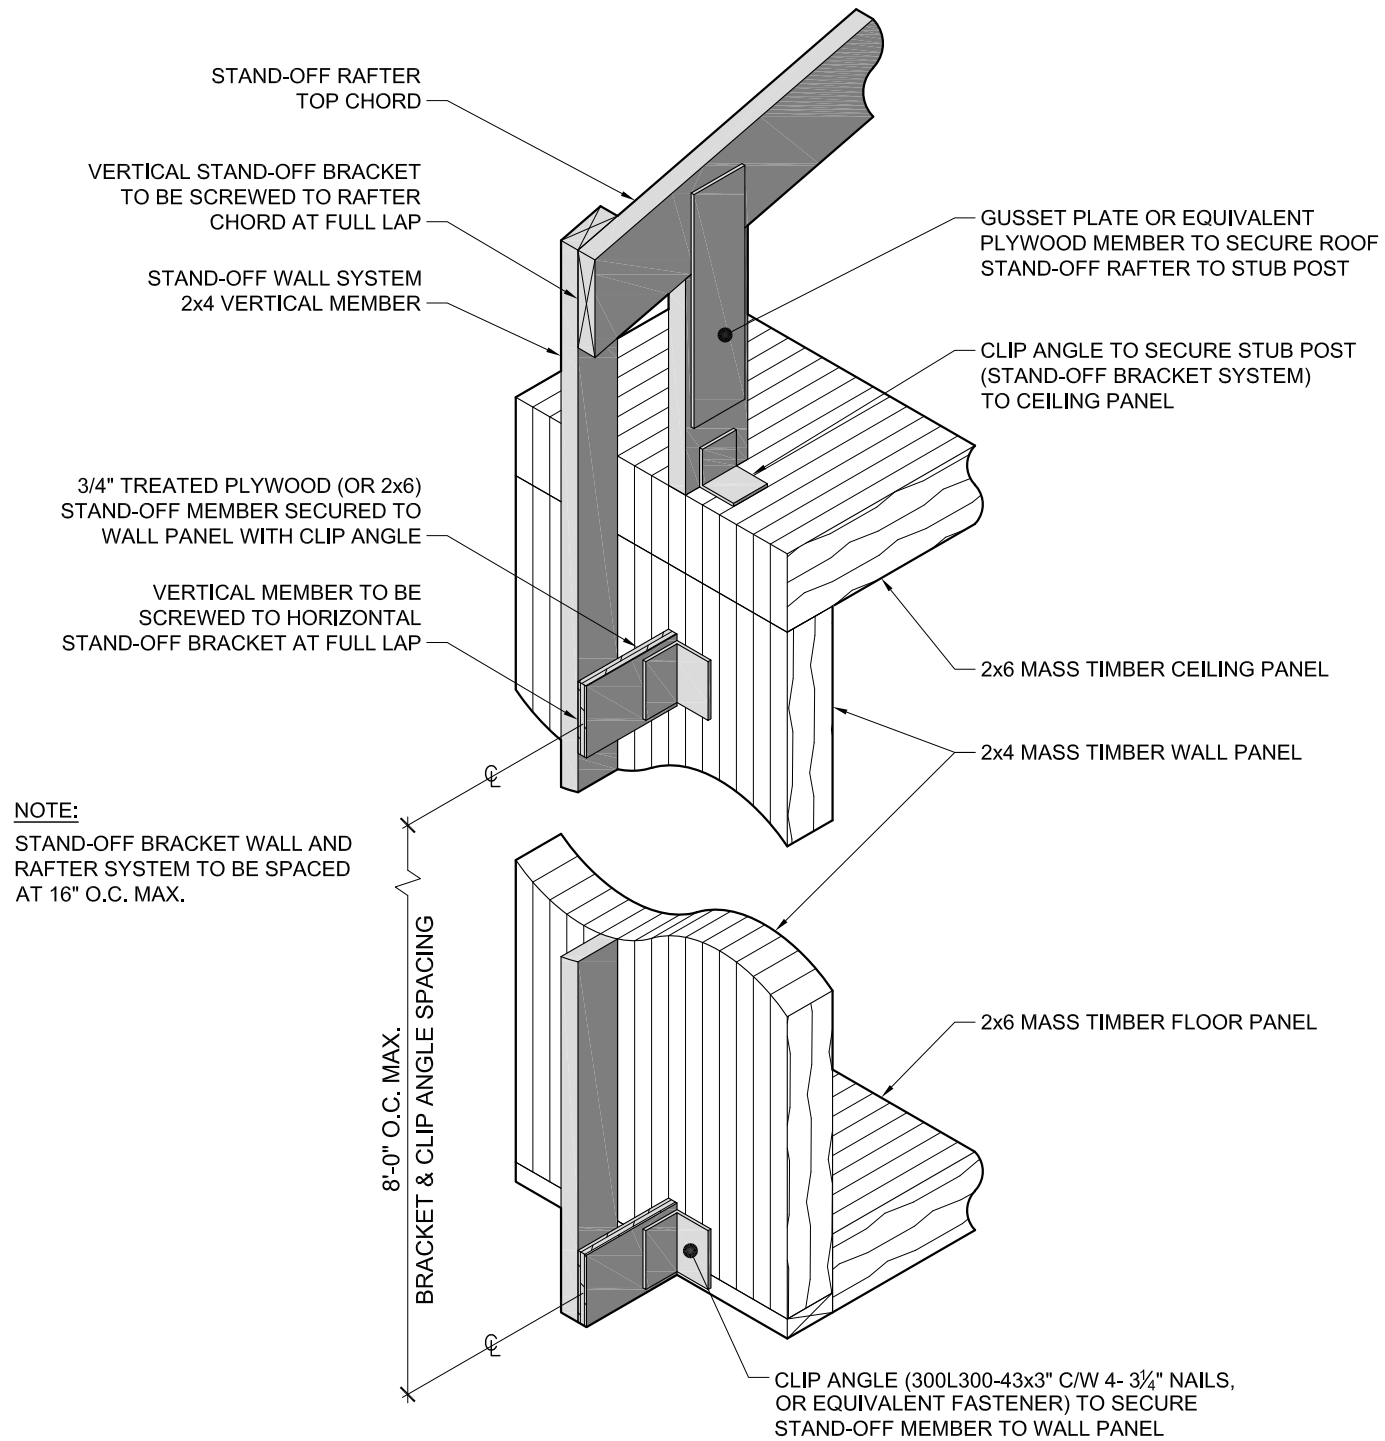 STAND-OFF RAFTER
TOP CHORD
VERTICAL STAND-OFF BRACKET
TO BE SCREWED TO RAFTER
CHORD AT FULL LAP
STAND-OFF WALL SYSTEM
2x4 VERTICAL MEMBER
GUSSET PLATE OR EQUIVALENT
PLYWOOD MEMBER TO SECURE ROOF
STAND-OFF RAFTER TO STUB POST
CLIP ANGLE TO SECURE STUB POST
(STAND-OFF BRACKET SYSTEM)
TO CEILING PANEL
3/4" TREATED PLYWOOD (OR 2x6)
STAND-OFF MEMBER SECURED TO
WALL PANEL WITH CLIP ANGLE
VERTICAL MEMBER TO BE
SCREWED TO HORIZONTAL
STAND-OFF BRACKET AT FULL LAP
2x6 MASS TIMBER CEILING PANEL
2x4 MASS TIMBER WALL PANEL
℄
NOTE:
STAND-OFF BRACKET WALL AND
RAFTER SYSTEM TO BE SPACED
AT 16" O.C. MAX.
8'-0" O.C. MAX.
BRACKET & CLIP ANGLE SPACING
2x6 MASS TIMBER FLOOR PANEL
℄
CLIP ANGLE (300L300-43x3" C/W 4- 3¼" NAILS,
OR EQUIVALENT FASTENER) TO SECURE
STAND-OFF MEMBER TO WALL PANEL